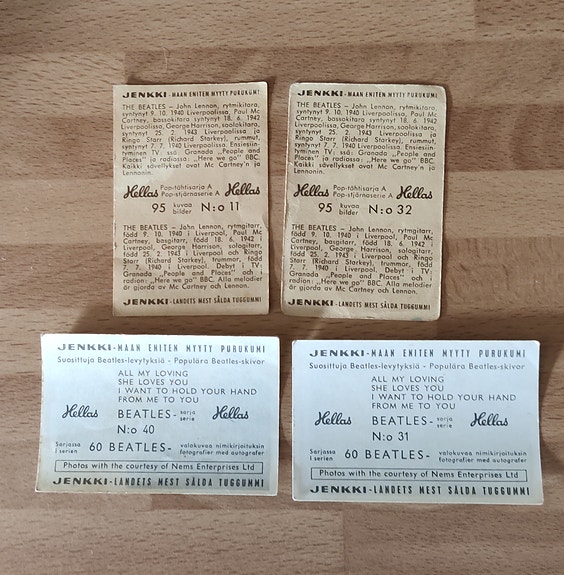 JENKKI-MAAN ENITEN MYYTY PURUKUMI
THE BEATLES – John Lennon, rytmikitara,
syntynyt 9. 10. 1940 Liverpoolissa, Paul Mc
Cartney, bassokitara syntynyt 18. 6. 1942
Liverpoolissa, George Harrison, soolokitara,
syntynyt 25. 2. 1943 Liverpoolissa ja
Ringo Starr (Richard Starkey), rummut,
syntynyt 7. 7. 1940 Liverpoolissa. Ensiesiin-
tyminen TV: ssä: Granada „People and
Places" ja radiossa: „Here we go" BBC.
Kaikki sävellykset ovat Mc Cartney'n ja
Lennonin.
Hellas Pop-tähtisarja A Hellas
Pop-stjärnaserie A
95 kuvaa N:o 11
bilder
THE BEATLES – John Lennon, rytmgitarr,
född 9. 10. 1940 i Liverpool, Paul Mc
Cartney, basgitarr, född 18. 6. 1942 i
Liverpool, George Harrison, sologitarr,
född 25. 2. 1943 i Liverpool och Ringo
Starr (Richard Starkey), trummor, född
7. 7. 1940 i Liverpool. Debyt i TV:
Granada „People and Places" och i
radion: „Here we go" BBC. Alla melodier
är gjorda av Mc Cartney och Lennon.
JENKKI-LANDETS MEST SÅLDA TUGGUMMI
JENKKI-MAAN ENITEN MYYTY PURUKUMI
THE BEATLES – John Lennon, rytmikitara,
syntynyt 9. 10. 1940 Liverpoolissa, Paul Mc
Cartney, bassokitara syntynyt 18. 6. 1942
Liverpoolissa, George Harrison, soolokitara,
syntynyt 25. 2. 1943 Liverpoolissa ja
Ringo Starr (Richard Starkey), rummut,
syntynyt 7. 7. 1940 Liverpoolissa. Ensiesiin-
tyminen TV: ssä: Granada „People and
Places" ja radiossa: „Here we go" BBC.
Kaikki sävellykset ovat Mc Cartney'n ja
Lennonin.
Hellas Pop-tähtisarja A Hellas
Pop-stjärnaserie A
95 kuvaa N:o 32
bilder
THE BEATLES – John Lennon, rytmgitarr,
född 9. 10. 1940 i Liverpool, Paul Mc
Cartney, basgitarr, född 18. 6. 1942 i
Liverpool, George Harrison, sologitarr,
född 25. 2. 1943 i Liverpool och Ringo
Starr (Richard Starkey), trummor, född
7. 7. 1940 i Liverpool. Debyt i TV:
Granada „People and Places" och i
radion: „Here we go" BBC. Alla melodier
är gjorda av Mc Cartney och Lennon.
JENKKI-LANDETS MEST SÅLDA TUGGUMMI
JENKKI-MAAN ENITEN MYYTY PURUKUMI
Suosittuja Beatles-levytyksiä - Populära Beatles-skivor
ALL MY LOVING
SHE LOVES YOU
I WANT TO HOLD YOUR HAND
FROM ME TO YOU
Hellas BEATLES- sarja serie Hellas
N:o 40
Sarjassa I serien 60 BEATLES- valokuvaa nimikirjoituksin fotografier med autografer
Photos with the courtesy of Nems Enterprises Ltd
JENKKI-LANDETS MEST SÅLDA TUGGUMMI
JENKKI-MAAN ENITEN MYYTY PURUKUMI
Suosittuja Beatles-levytyksiä - Populära Beatles-skivor
ALL MY LOVING
SHE LOVES YOU
I WANT TO HOLD YOUR HAND
FROM ME TO YOU
Hellas BEATLES- sarja serie Hellas
N:o 31
Sarjassa I serien 60 BEATLES- valokuvaa nimikirjoituksin fotografier med autografer
Photos with the courtesy of Nems Enterprises Ltd
JENKKI-LANDETS MEST SÅLDA TUGGUMMI